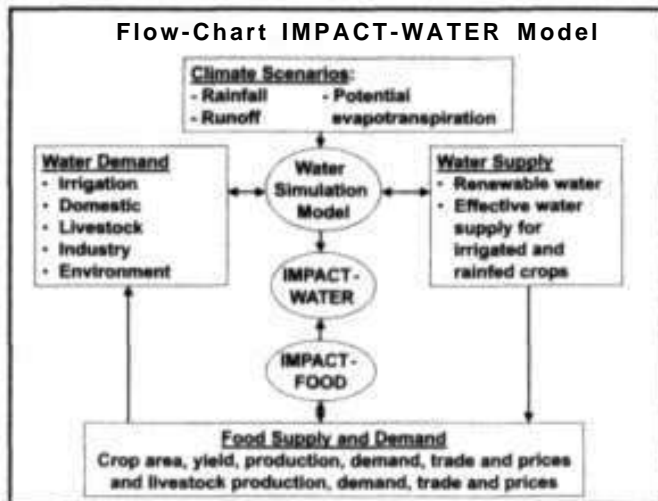 Flow-Chart IMPACT-WATER Model
Climate Scenarios:
- Rainfall - Potential
- Runoff evapotranspiration
Water Demand
• Irrigation
• Domestic
• Livestock
• Industry
• Environment
Water
Simulation
Model
Water Supply
• Renewable water
• Effective water
supply for
irrigated and
rainfed crops
IMPACT-
WATER
IMPACT-
FOOD
Food Supply and Demand
Crop area, yield, production, demand, trade and prices
and livestock production, demand, trade and prices